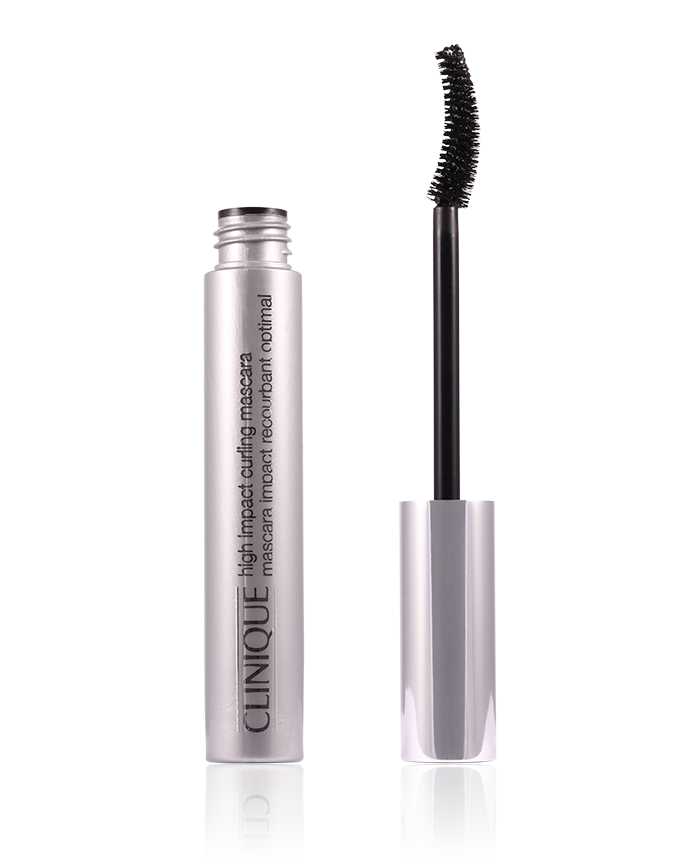 CLINIQUE
high impact curling mascara
mascara impact recourbant optimal